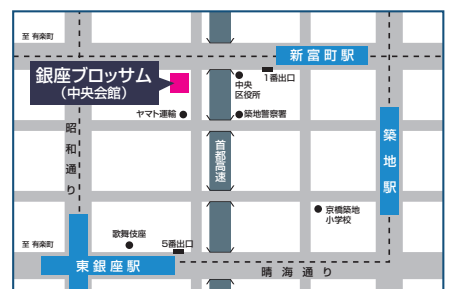 至 有楽町
新富町駅
銀座ブロッサム
(中央会館)
1番出口
中央
区役所
ヤマト運輸
築地警察署
昭和通り
首都高速
築地駅
京橋築地
小学校
歌舞伎座
5番出口
至 有楽町
東銀座駅
晴海通り